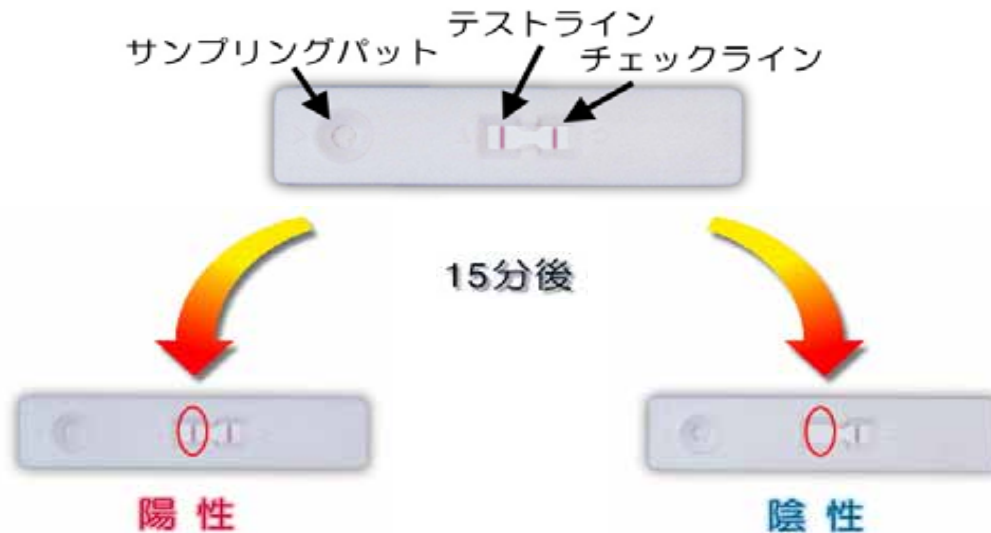 テストライン
サンプリングパット
チェックライン
15分後
陽性
陰性